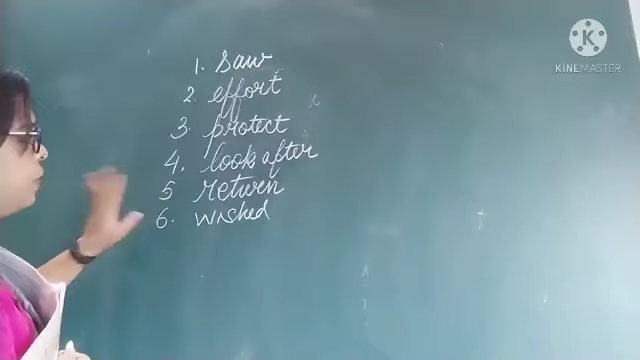 KINEMASTER
1. saw
2. effort
3. protect
4. look after
5 return
6. wished